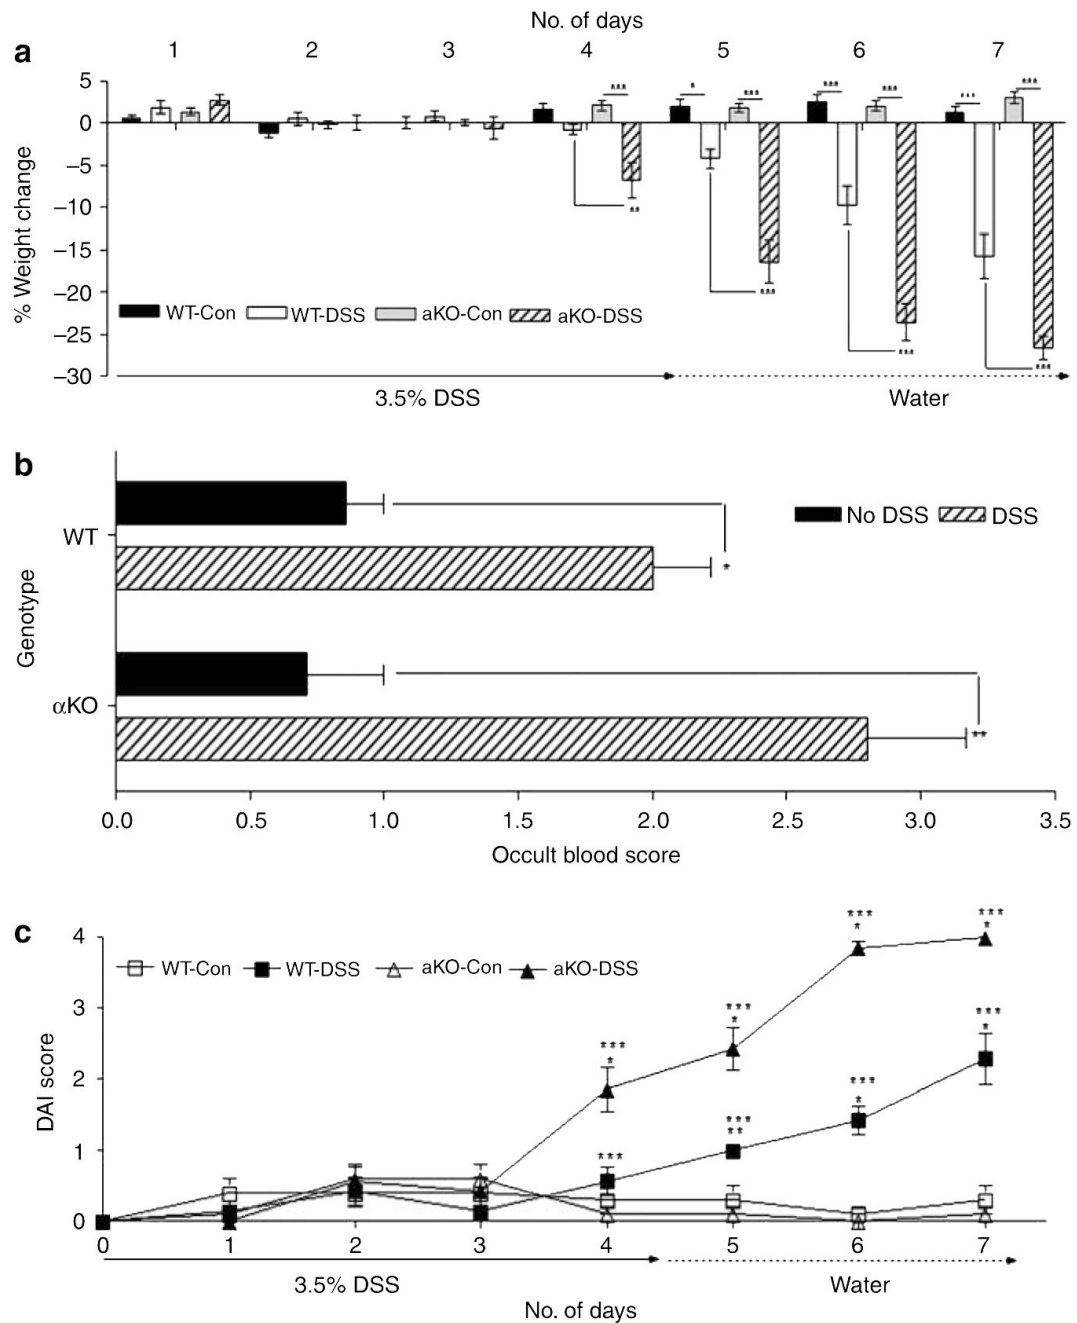 No. of days
a
1 2 3 4 5 6 7
*** * *** *** *** *** ***
5
0
−5
−10
−15
−20
−25
−30
% Weight change
** *** *** ***
WT-Con WT-DSS aKO-Con aKO-DSS
3.5% DSS Water
b
No DSS DSS
WT
*
Genotype
αKO
**
0.0 0.5 1.0 1.5 2.0 2.5 3.0 3.5
Occult blood score
c
4
3
2
1
0
DAI score
WT-Con WT-DSS aKO-Con aKO-DSS
*** *** *** ***
* * * *
*** *** *** ***
** * *
0 1 2 3 4 5 6 7
3.5% DSS Water
No. of days